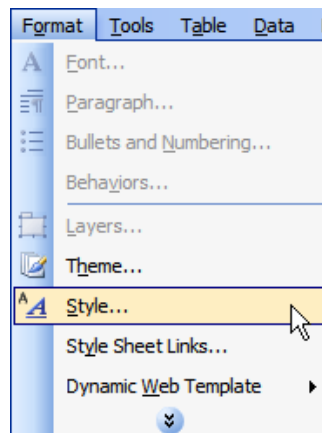 Format Tools Table Data
Font...
Paragraph...
Bullets and Numbering...
Behaviors...
Layers...
Theme...
Style...
Style Sheet Links...
Dynamic Web Template